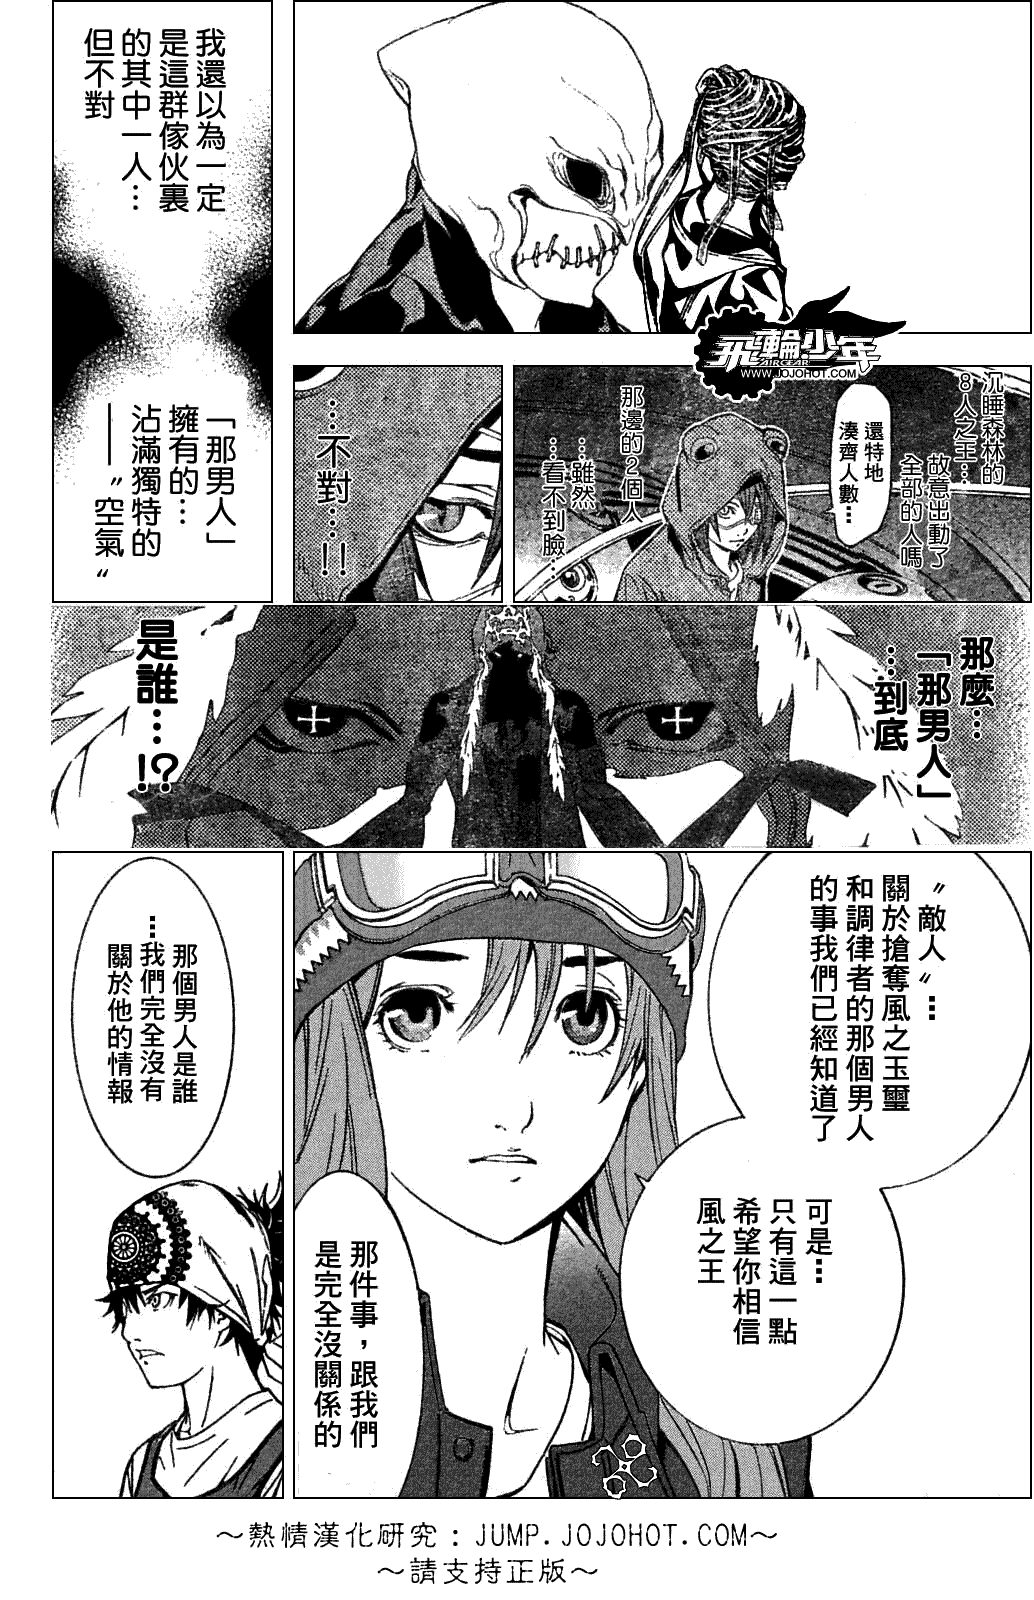 飛輪少年
AIRGEAR
WWW.JOJOHOT.COM
我還以為一定
是這群傢伙裏
的其中一人…
但不對
沉睡森林的
8人之王…
故意出動了
全部的人嗎
還特地
湊齊人數…
那邊的2個人
…雖然
看不到臉…
…不對…!!
「那男人」
擁有的…
沾滿獨特的
——〝空氣〞
那麼…
「那男人」
…到底
是誰…!?
〝敵人〞…
關於搶奪風之玉璽
和調律者的那個男人
的事我們已經知道了
可是…
只有這一點
希望你相信
風之王
那件事，跟我們
是完全沒關係的
那個男人是誰
…我們完全沒有
關於他的情報
～熱情漢化研究：JUMP.JOJOHOT.COM～
～請支持正版～